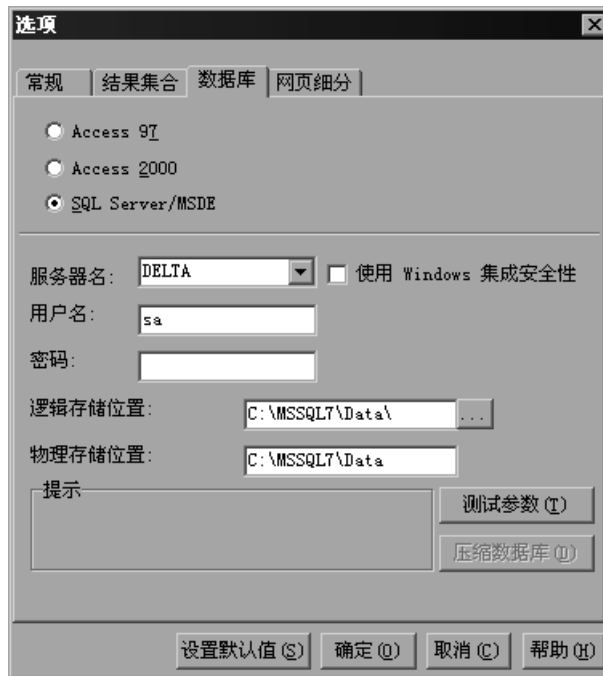 选项
常规 结果集合 数据库 网页细分
Access 97
Access 2000
SQL Server/MSDE
服务器名: DELTA 使用 Windows 集成安全性
用户名: sa
密码:
逻辑存储位置: C:\MSSQL7\Data\ ...
物理存储位置: C:\MSSQL7\Data
提示
测试参数(T)
压缩数据库(D)
设置默认值(S) 确定(O) 取消(C) 帮助(H)